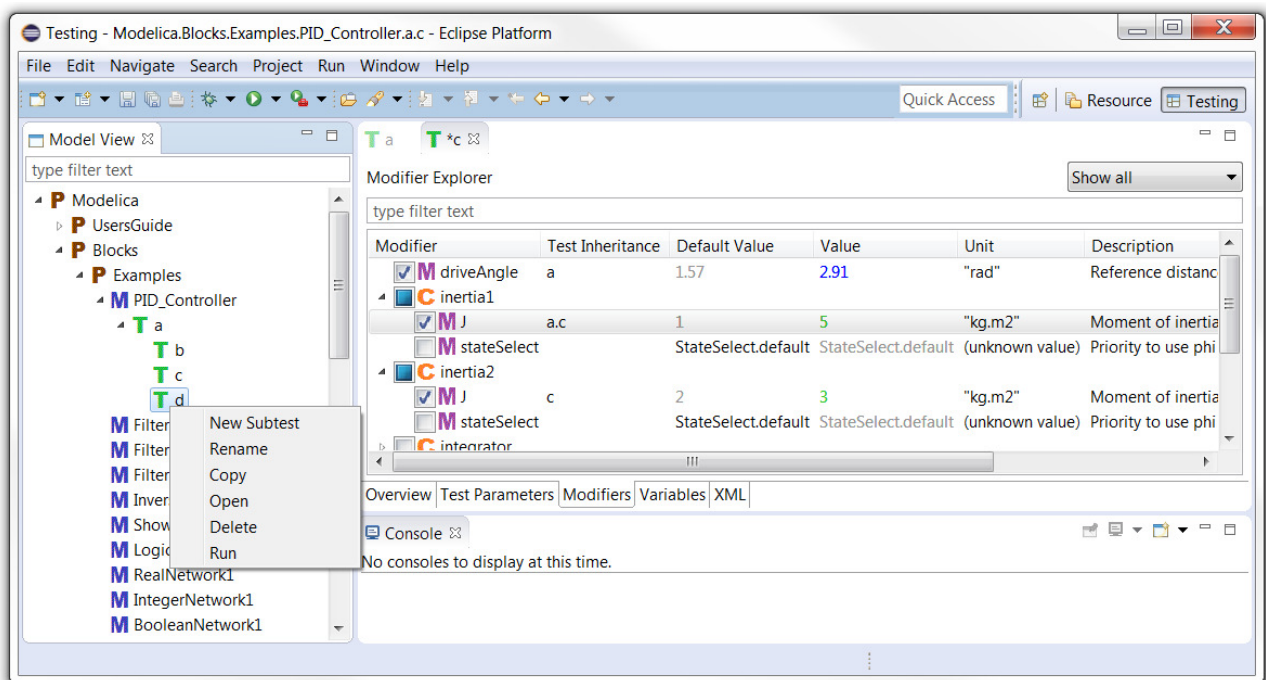 Testing - Modelica.Blocks.Examples.PID_Controller.a.c - Eclipse Platform
File Edit Navigate Search Project Run Window Help
Quick Access Resource Testing
Model View
type filter text
P Modelica
P UsersGuide
P Blocks
P Examples
M PID_Controller
T a
T b
T c
T d
M Filter
M Filter
M Filter
M Inver
M Show
M Logic
M RealNetwork1
M IntegerNetwork1
M BooleanNetwork1
New Subtest
Rename
Copy
Open
Delete
Run
T a T *c
Modifier Explorer Show all
type filter text
Modifier Test Inheritance Default Value Value Unit Description
M driveAngle a 1.57 2.91 "rad" Reference distanc
C inertia1
M J a.c 1 5 "kg.m2" Moment of inertia
M stateSelect StateSelect.default StateSelect.default (unknown value) Priority to use phi
C inertia2
M J c 2 3 "kg.m2" Moment of inertia
M stateSelect StateSelect.default StateSelect.default (unknown value) Priority to use phi
C integrator
Overview Test Parameters Modifiers Variables XML
Console
No consoles to display at this time.